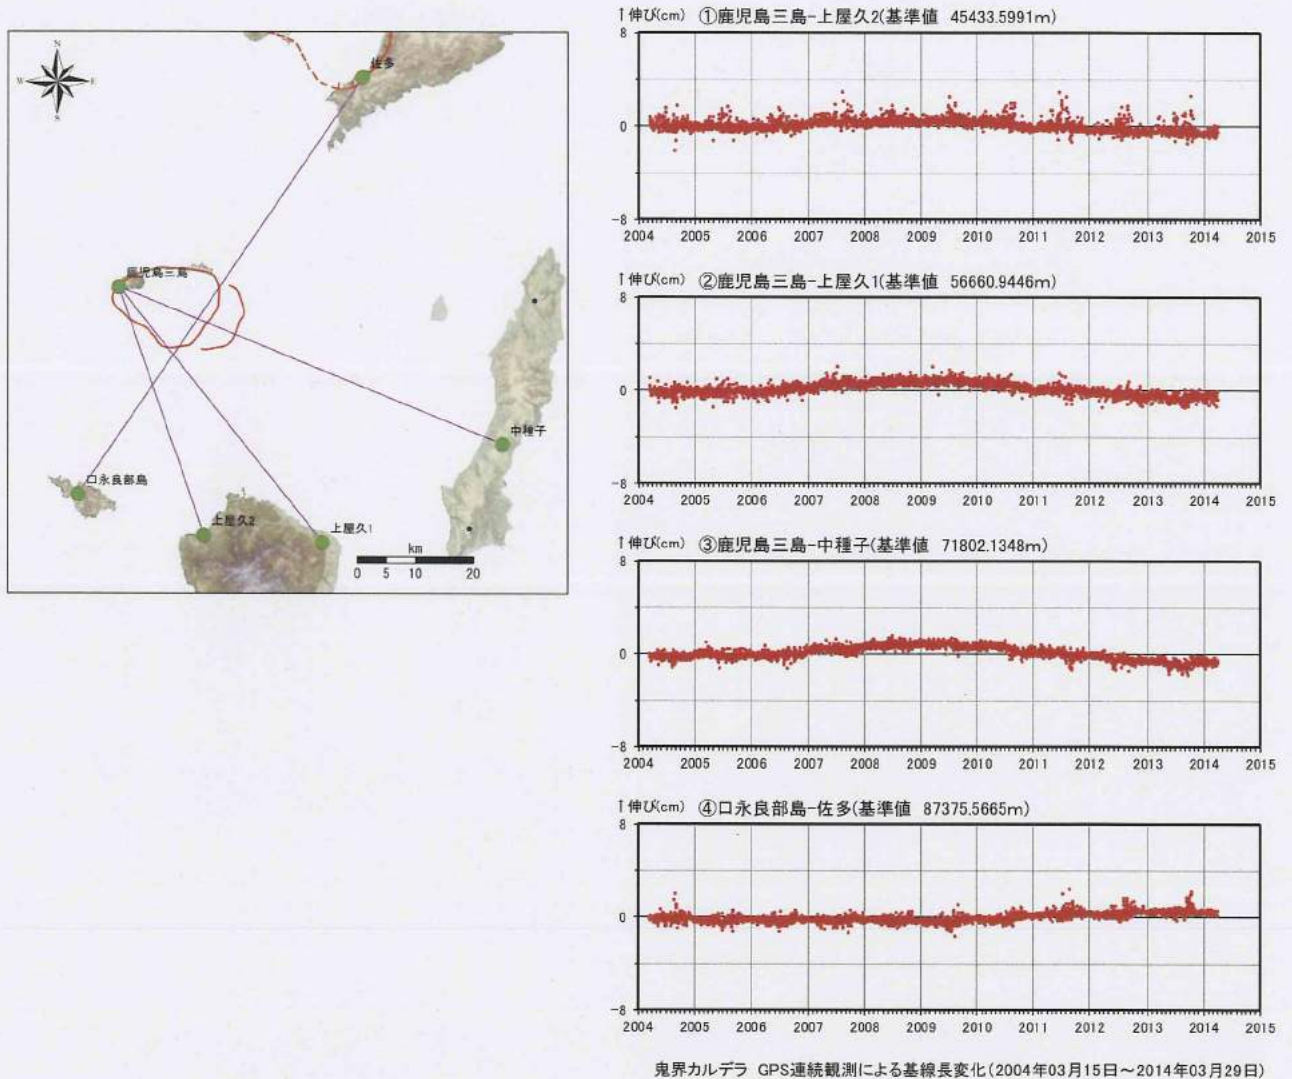 N
W
E
S
佐多
鹿児島三島
中種子
口永良部島
上屋久2
上屋久1
km
0 5 10 20
↑伸び(cm) ①鹿児島三島-上屋久2(基準値 45433.5991m)
8
0
-8
2004 2005 2006 2007 2008 2009 2010 2011 2012 2013 2014 2015
↑伸び(cm) ②鹿児島三島-上屋久1(基準値 56660.9446m)
8
0
-8
2004 2005 2006 2007 2008 2009 2010 2011 2012 2013 2014 2015
↑伸び(cm) ③鹿児島三島-中種子(基準値 71802.1348m)
8
0
-8
2004 2005 2006 2007 2008 2009 2010 2011 2012 2013 2014 2015
↑伸び(cm) ④口永良部島-佐多(基準値 87375.5665m)
8
0
-8
2004 2005 2006 2007 2008 2009 2010 2011 2012 2013 2014 2015
鬼界カルデラ GPS連続観測による基線長変化(2004年03月15日~2014年03月29日)